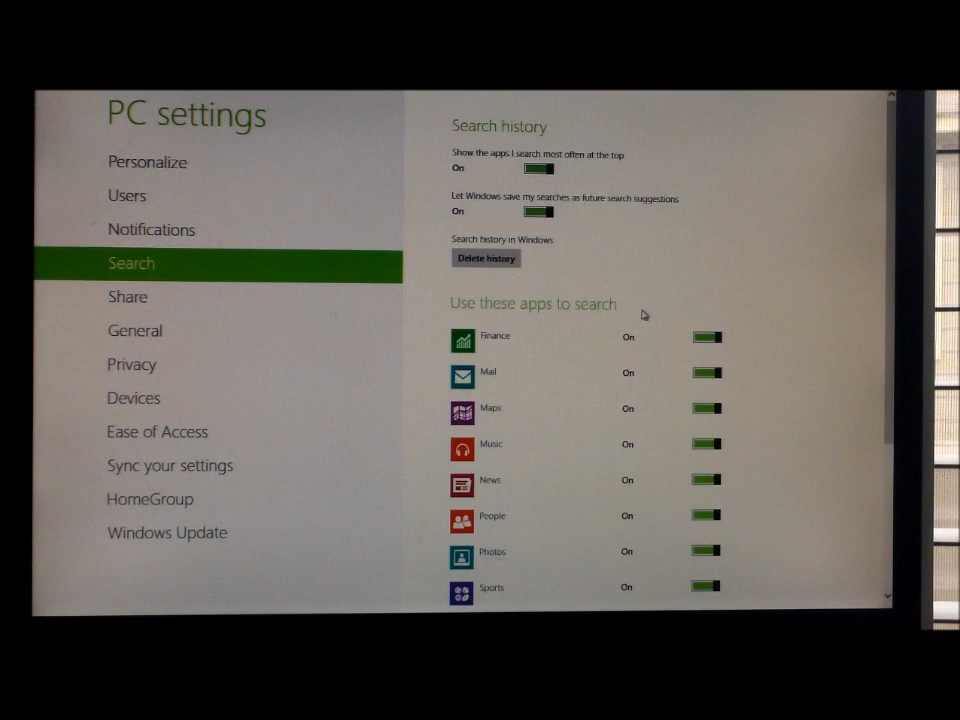 PC settings
Personalize
Users
Notifications
Search
Share
General
Privacy
Devices
Ease of Access
Sync your settings
HomeGroup
Windows Update
Search history
Show the apps I search most often at the top
On
Let Windows save my searches as future search suggestions
On
Search history in Windows
Delete history
Use these apps to search
Finance On
Mail On
Maps On
Music On
News On
People On
Photos On
Sports On